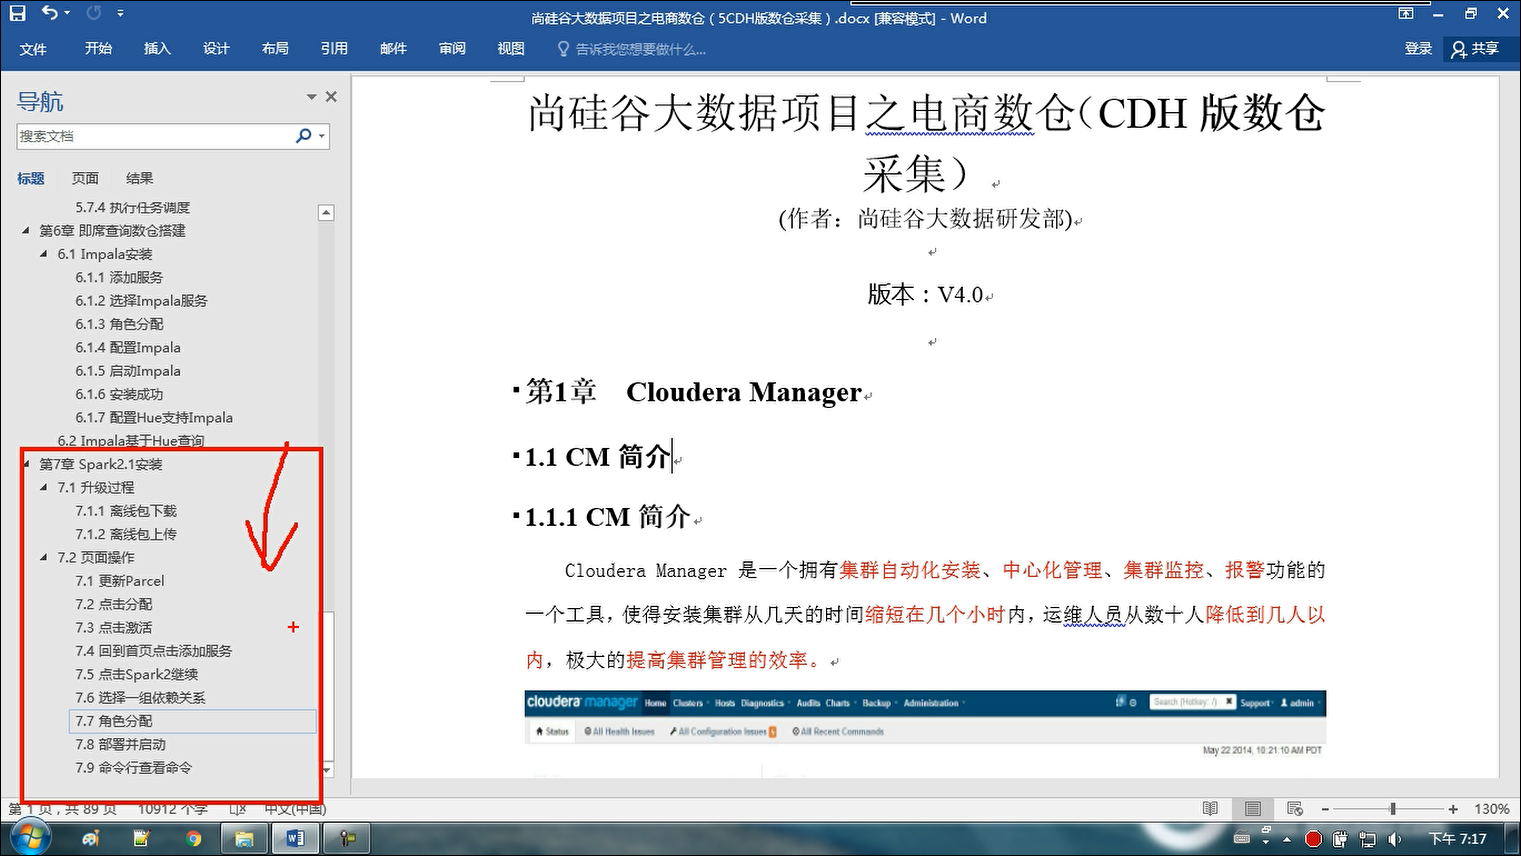 尚硅谷大数据项目之电商数仓（5CDH版数仓采集）.docx [兼容模式] - Word
文件 开始 插入 设计 布局 引用 邮件 审阅 视图 告诉我您想要做什么... 登录 共享
导航
搜索文档
标题 页面 结果
5.7.4 执行任务调度
第6章 即席查询数仓搭建
6.1 Impala安装
6.1.1 添加服务
6.1.2 选择Impala服务
6.1.3 角色分配
6.1.4 配置Impala
6.1.5 启动Impala
6.1.6 安装成功
6.1.7 配置Hue支持Impala
6.2 Impala基于Hue查询
第7章 Spark2.1安装
7.1 升级过程
7.1.1 离线包下载
7.1.2 离线包上传
7.2 页面操作
7.1 更新Parcel
7.2 点击分配
7.3 点击激活
7.4 回到首页点击添加服务
7.5 点击Spark2继续
7.6 选择一组依赖关系
7.7 角色分配
7.8 部署并启动
7.9 命令行查看命令
尚硅谷大数据项目之电商数仓（CDH 版数仓
采集）
(作者：尚硅谷大数据研发部)
版本：V4.0
第1章 Cloudera Manager
1.1 CM 简介
1.1.1 CM 简介
Cloudera Manager 是一个拥有集群自动化安装、中心化管理、集群监控、报警功能的
一个工具，使得安装集群从几天的时间缩短在几个小时内，运维人员从数十人降低到几人以
内，极大的提高集群管理的效率。
cloudera manager Home Clusters Hosts Diagnostics Audits Charts Backup Administration Search (Hotkey: /) Support admin
Status All Health Issues All Configuration Issues All Recent Commands
May 22 2014, 10:21:10 AM PDT
第 1 页，共 89 页 10912 个字 中文(中国) 130%
下午 7:17